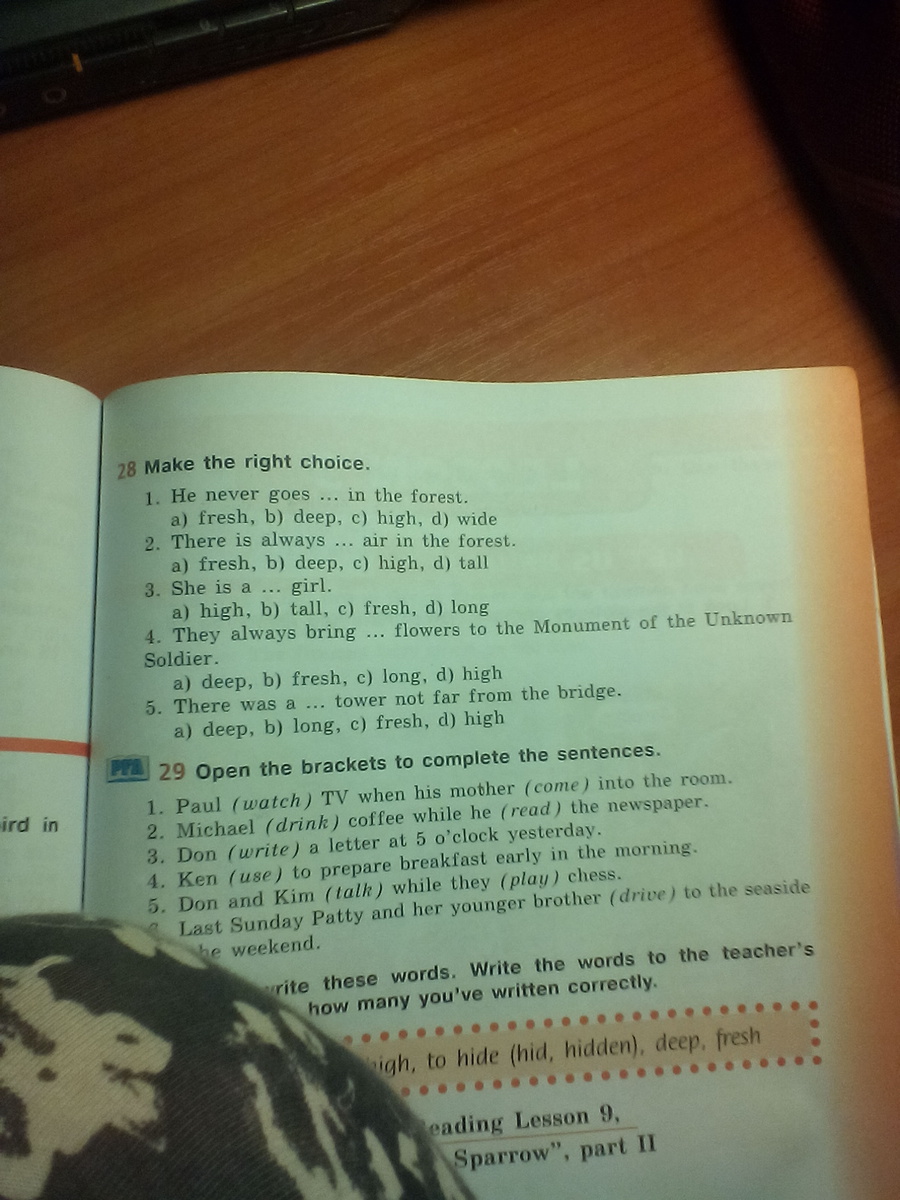 28 Make the right choice.
1. He never goes ... in the forest.
a) fresh, b) deep, c) high, d) wide
2. There is always ... air in the forest.
a) fresh, b) deep, c) high, d) tall
3. She is a ... girl.
a) high, b) tall, c) fresh, d) long
4. They always bring ... flowers to the Monument of the Unknown
Soldier.
a) deep, b) fresh, c) long, d) high
5. There was a ... tower not far from the bridge.
a) deep, b) long, c) fresh, d) high
29 Open the brackets to complete the sentences.
1. Paul (watch) TV when his mother (come) into the room.
2. Michael (drink) coffee while he (read) the newspaper.
3. Don (write) a letter at 5 o'clock yesterday.
4. Ken (use) to prepare breakfast early in the morning.
5. Don and Kim (talk) while they (play) chess.
Last Sunday Patty and her younger brother (drive) to the seaside
weekend.
ird in
these words. Write the words to the teacher's
how many you've written correctly.
high, to hide (hid, hidden), deep, fresh
Lesson 9,
Sparrow", part II